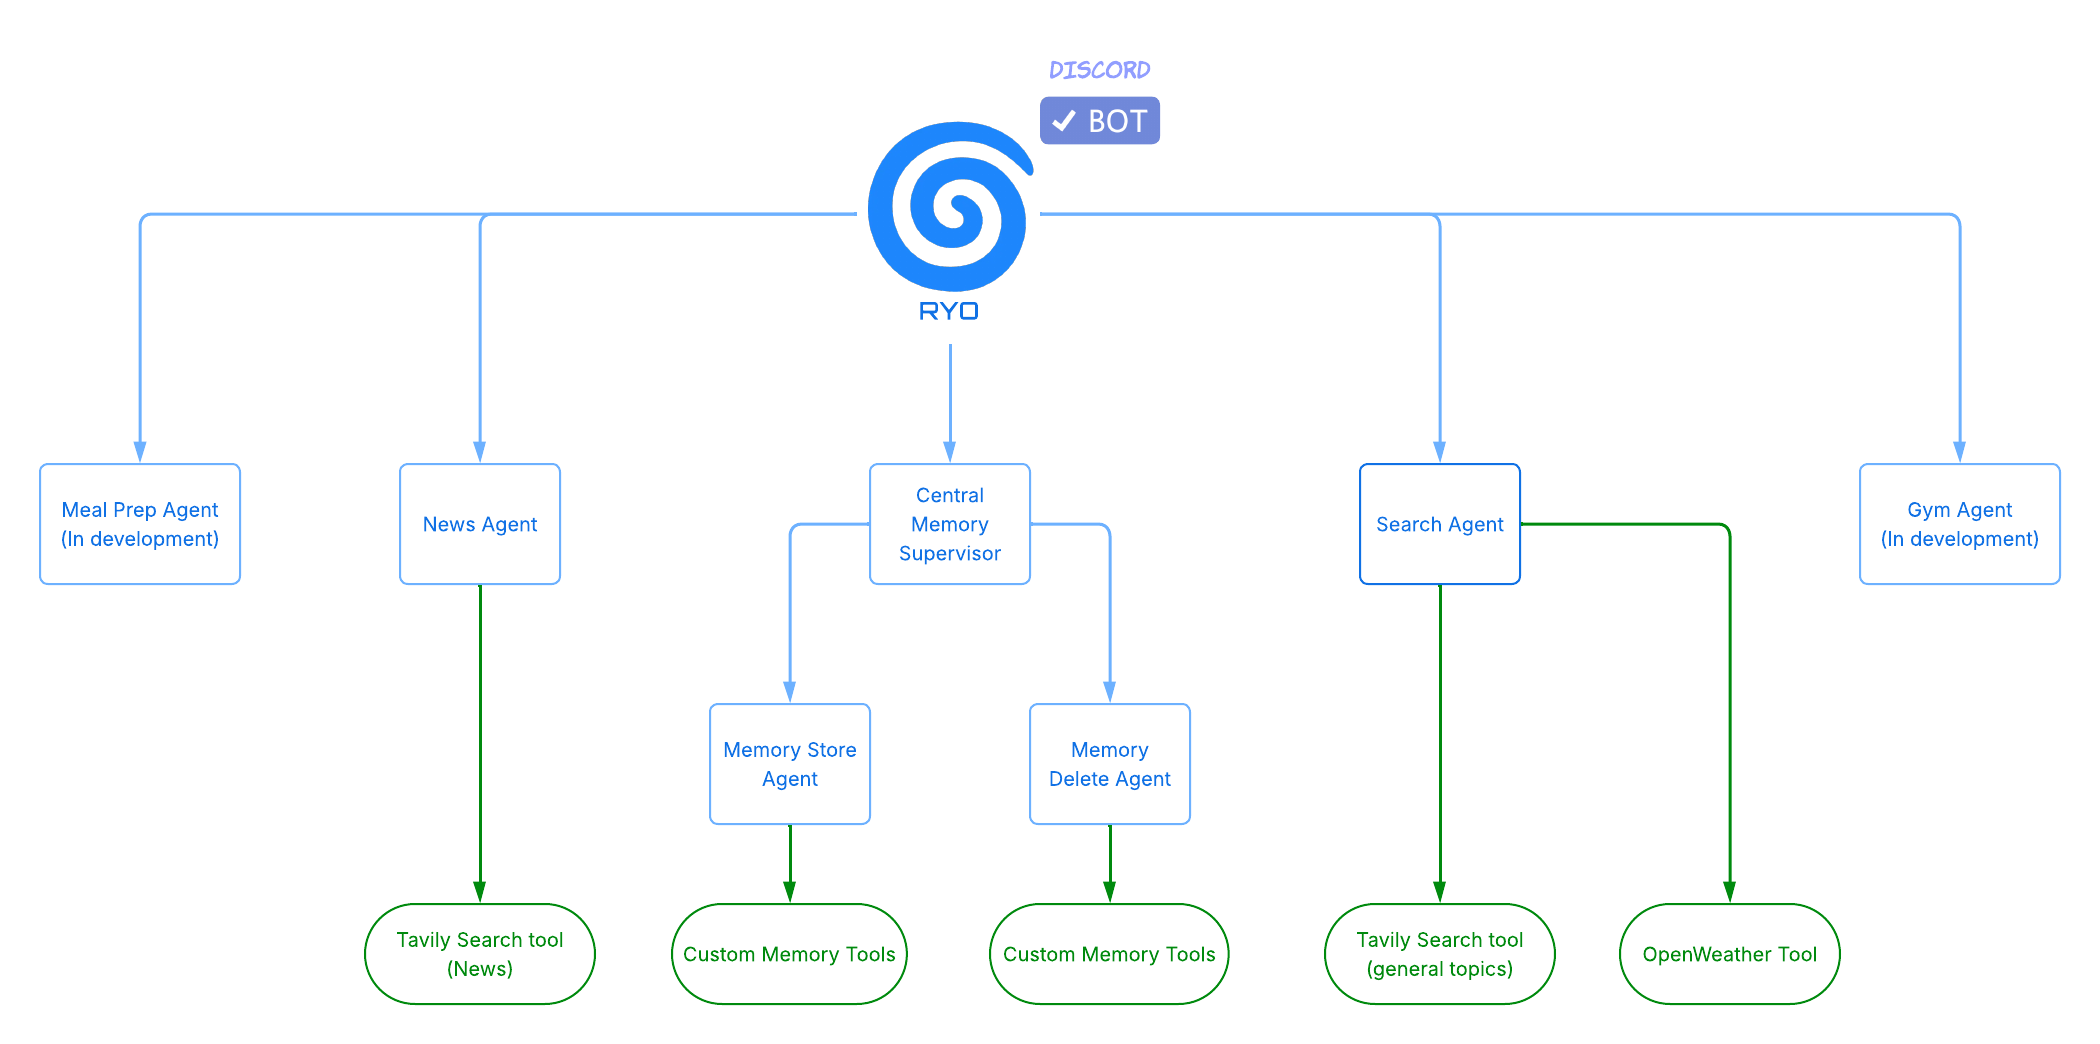 DISCORD
BOT
RYO
Meal Prep Agent
(In development)
News Agent
Central
Memory
Supervisor
Search Agent
Gym Agent
(In development)
Memory Store
Agent
Memory
Delete Agent
Tavily Search tool
(News)
Custom Memory Tools
Custom Memory Tools
Tavily Search tool
(general topics)
OpenWeather Tool